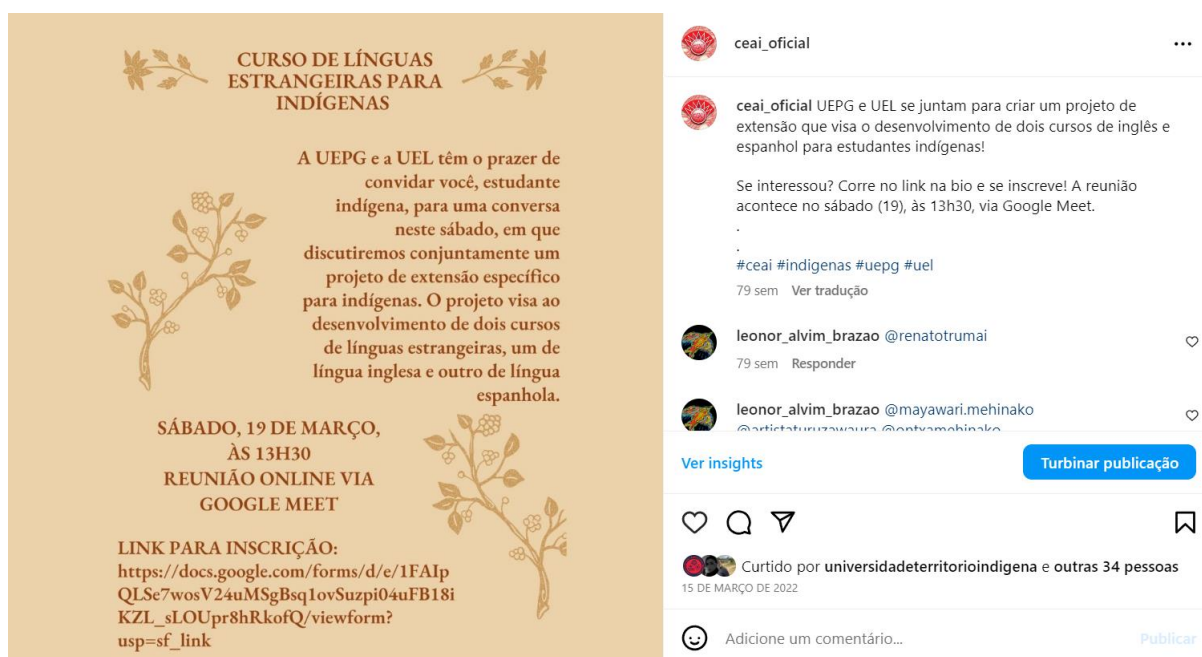 CURSO DE LÍNGUAS
ESTRANGEIRAS PARA
INDÍGENAS
A UEPG e a UEL têm o prazer de
convidar você, estudante
indígena, para uma conversa
neste sábado, em que
discutiremos conjuntamente um
projeto de extensão específico
para indígenas. O projeto visa ao
desenvolvimento de dois cursos
de línguas estrangeiras, um de
língua inglesa e outro de língua
espanhola.
SÁBADO, 19 DE MARÇO,
ÀS 13H30
REUNIÃO ONLINE VIA
GOOGLE MEET
LINK PARA INSCRIÇÃO:
https://docs.google.com/forms/d/e/1FAIp
QLSe7wosV24uMSgBsq1ovSuzpi04uFB18i
KZL_sLOUpr8hRkofQ/viewform?
usp=sf_link
ceai_oficial
ceai_oficial UEPG e UEL se juntam para criar um projeto de
extensão que visa o desenvolvimento de dois cursos de inglês e
espanhol para estudantes indígenas!
Se interessou? Corre no link na bio e se inscreve! A reunião
acontece no sábado (19), às 13h30, via Google Meet.
.
.
#ceai #indigenas #uepg #uel
79 sem Ver tradução
leonor_alvim_brazao @renatotrumai
79 sem Responder
leonor_alvim_brazao @mayawari.mehinako
@artistaturuzawaura @ontxamehinako
Ver insights
Turbinar publicação
Curtido por universidadeterritorioindigena e outras 34 pessoas
15 DE MARÇO DE 2022
Adicione um comentário...
Publicar